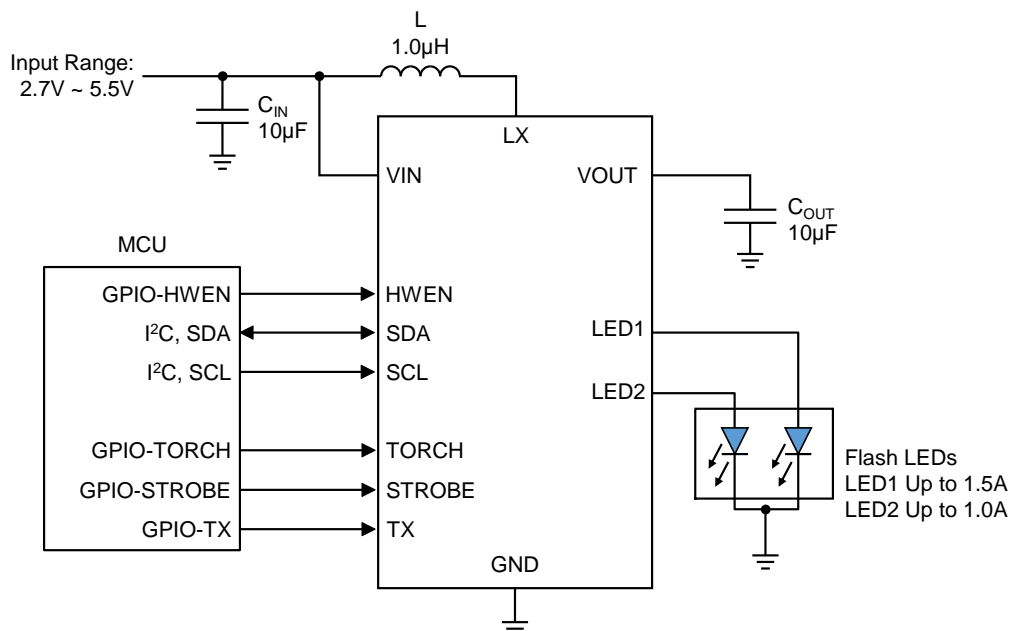 L
1.0µH
Input Range:
2.7V ~ 5.5V
C_IN
10µF
LX
VIN
VOUT
C_OUT
10µF
MCU
GPIO-HWEN
HWEN
I²C, SDA
SDA
I²C, SCL
SCL
LED1
LED2
GPIO-TORCH
TORCH
GPIO-STROBE
STROBE
GPIO-TX
TX
Flash LEDs
LED1 Up to 1.5A
LED2 Up to 1.0A
GND